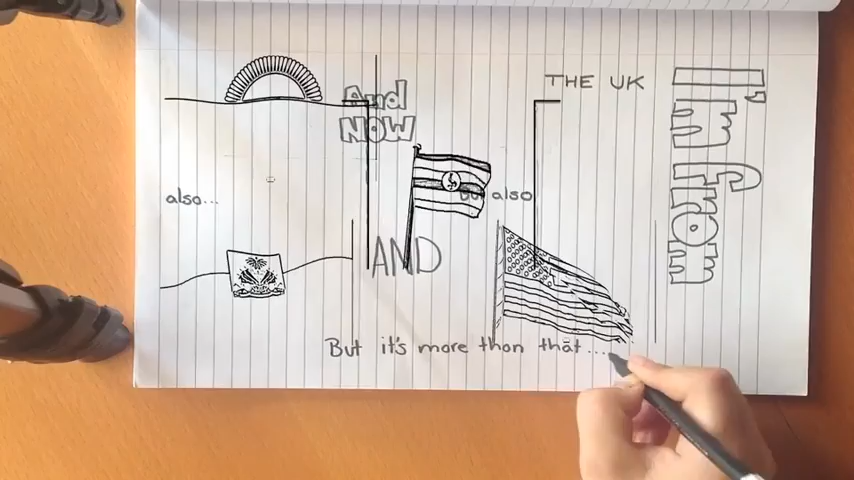 I'm from
THE UK
And
NOW
also...
also
AND
But it's more than that....